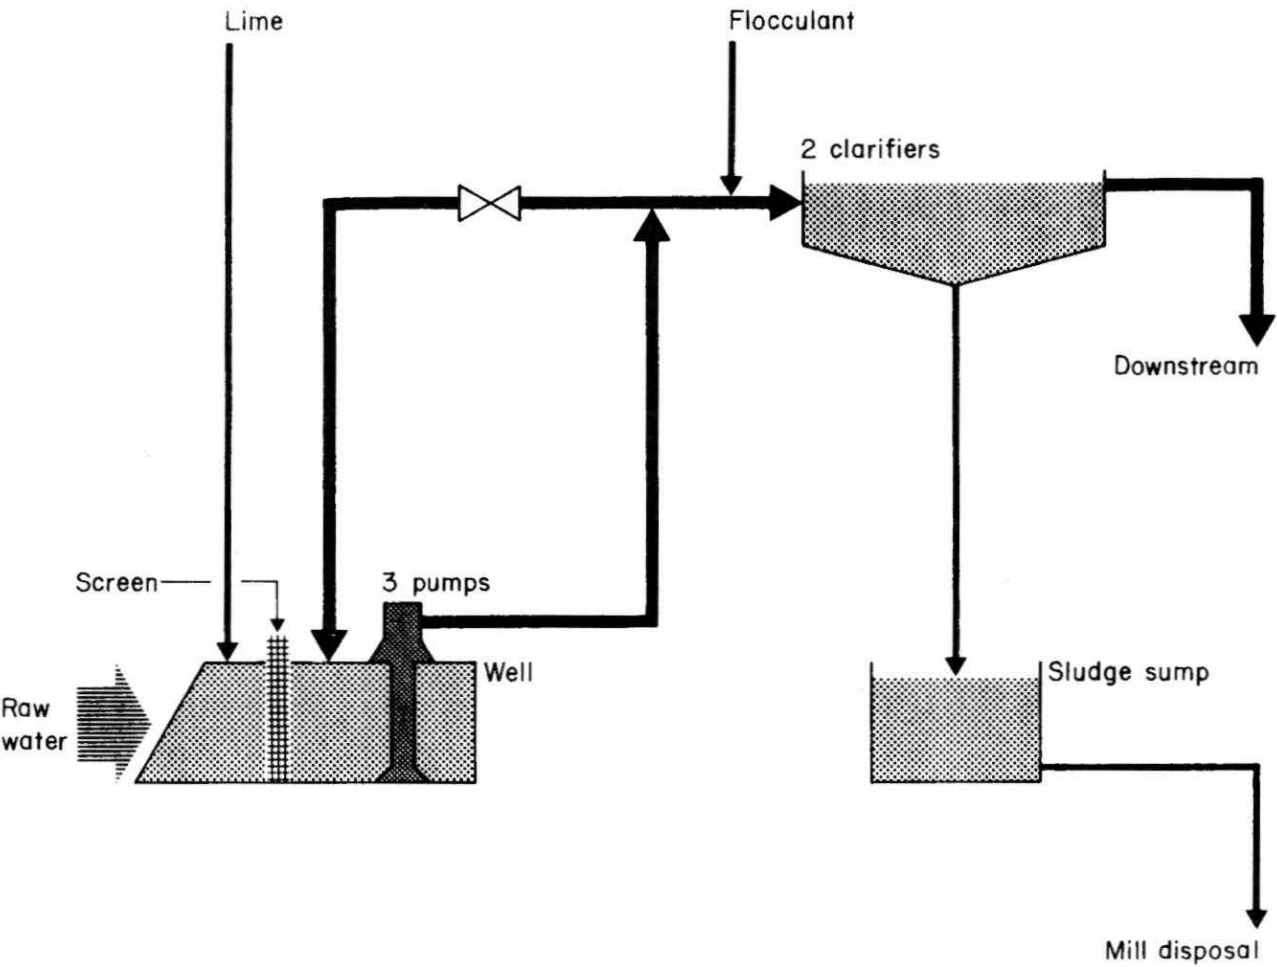 Lime
Flocculant
2 clarifiers
Downstream
Screen
3 pumps
Well
Sludge sump
Raw
water
Mill disposal